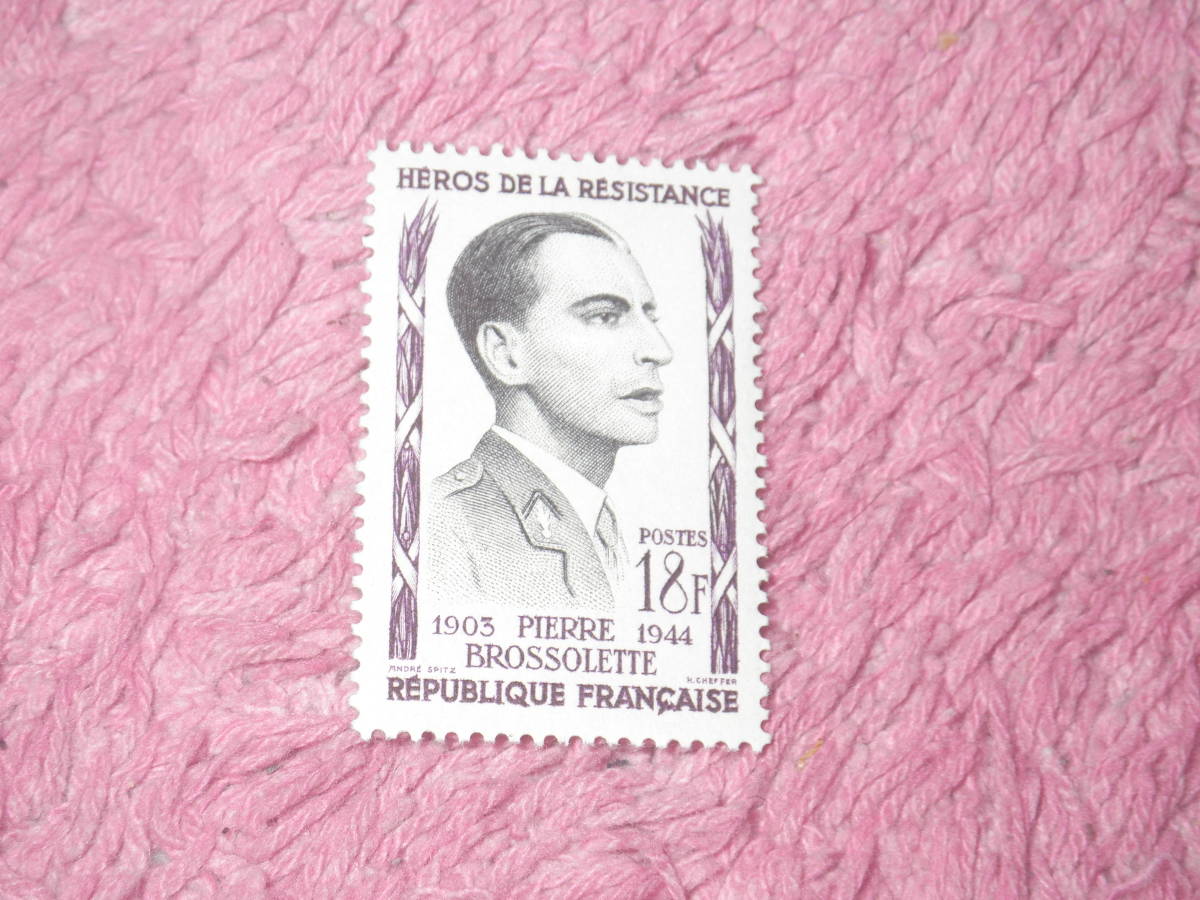 HÉROS DE LA RÉSISTANCE
POSTES
18F
1903 PIERRE 1944
BROSSOLETTE
ANDRÉ SPITZ H. CHEFFER
RÉPUBLIQUE FRANÇAISE